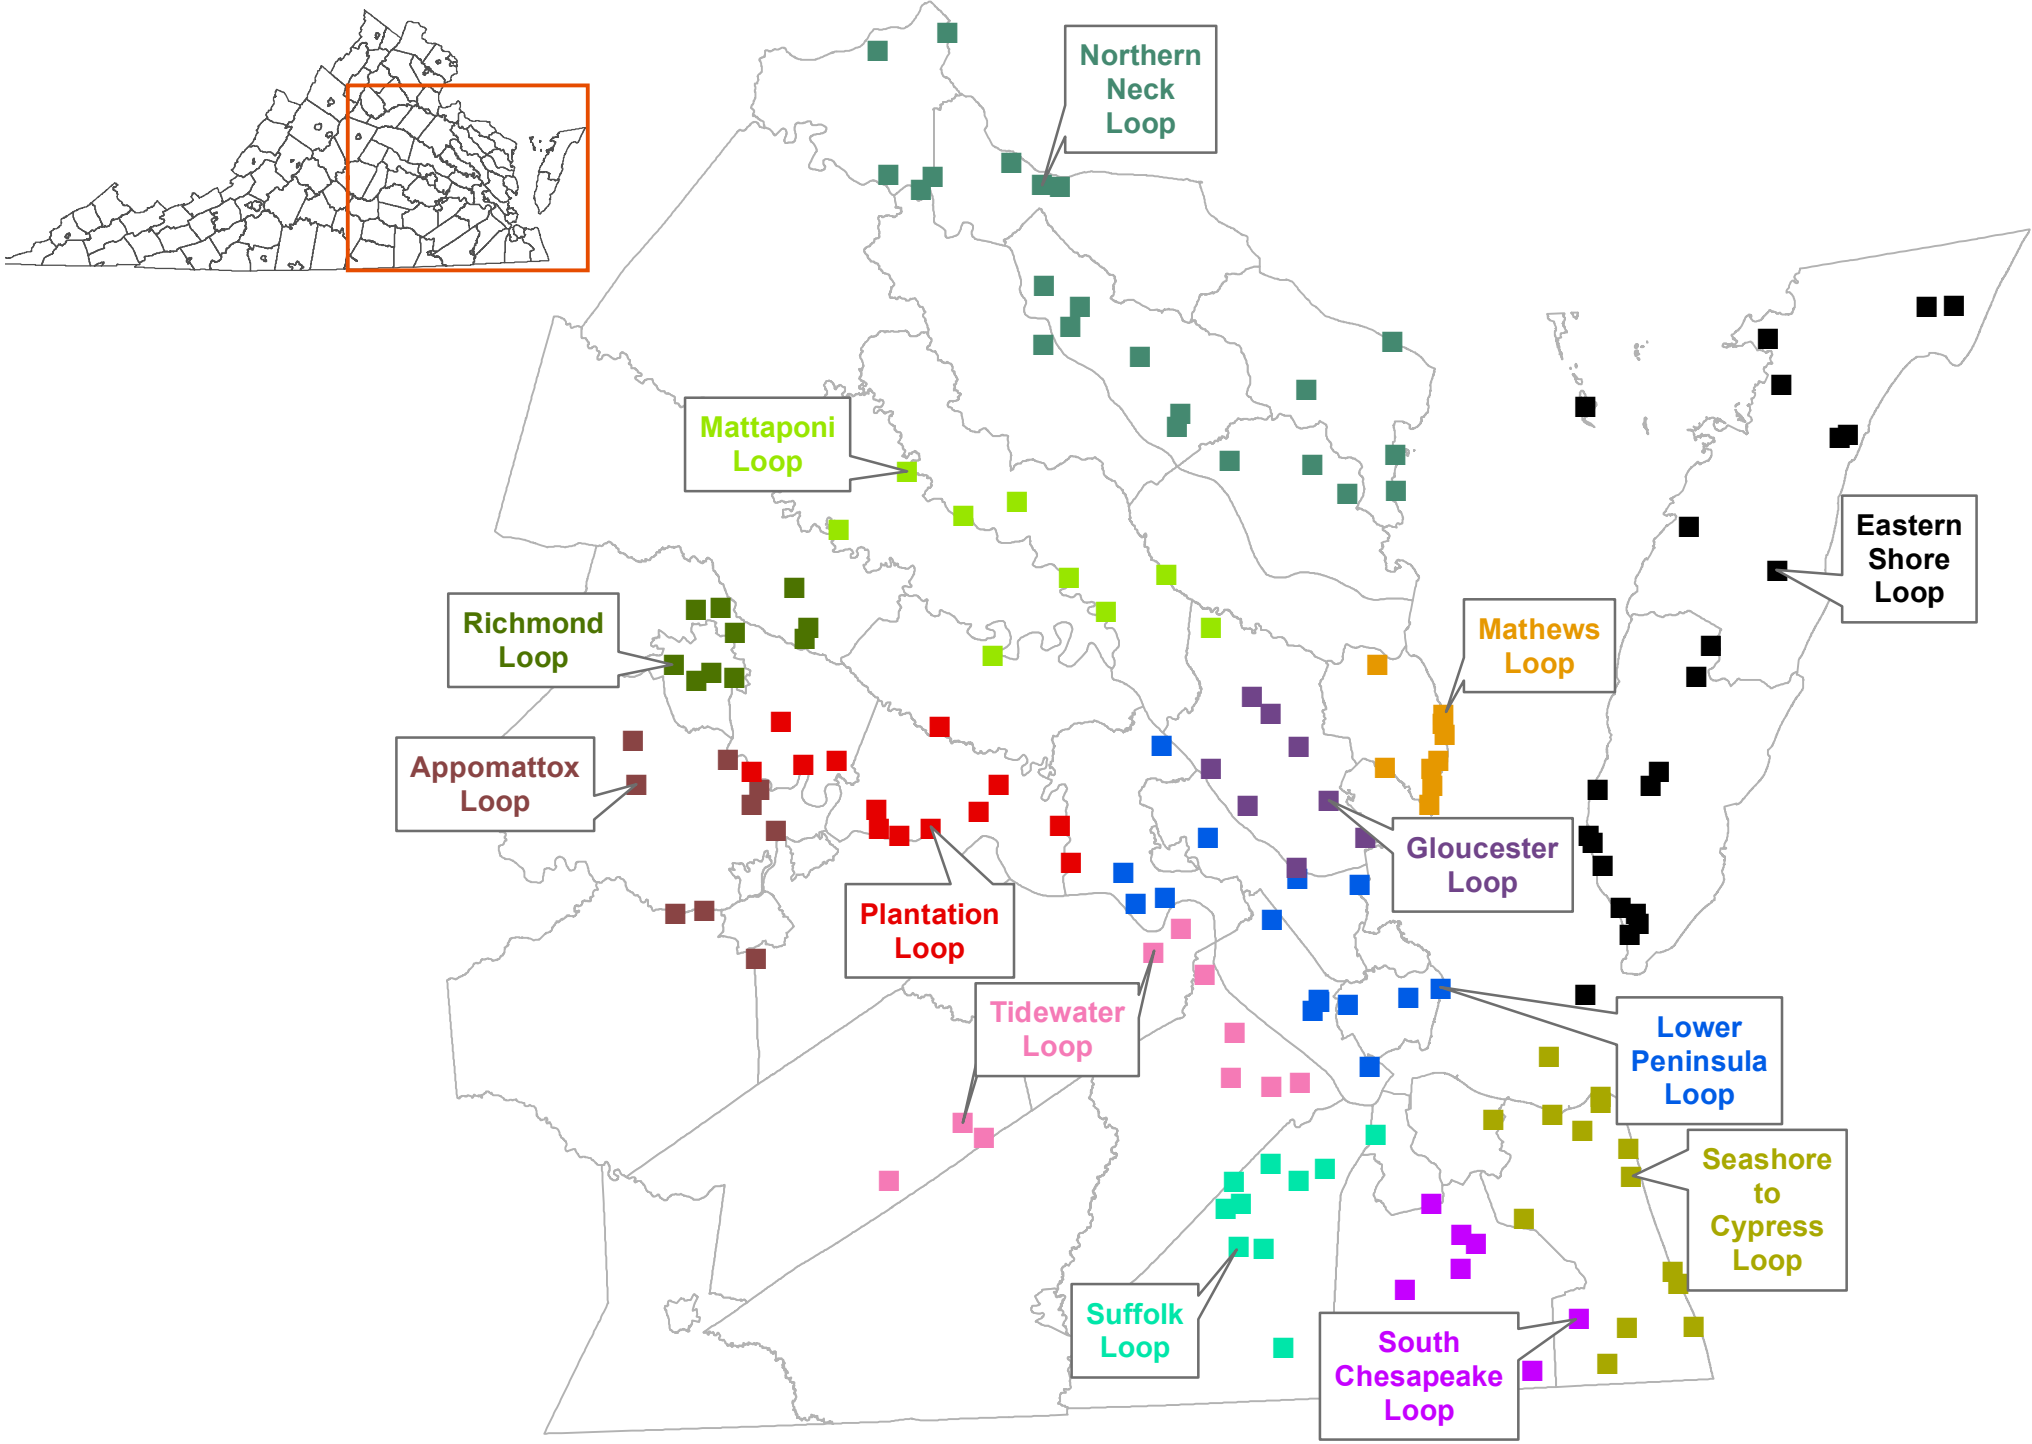 Northern
Neck
Loop
Mattaponi
Loop
Eastern
Shore
Loop
Richmond
Loop
Mathews
Loop
Appomattox
Loop
Gloucester
Loop
Plantation
Loop
Tidewater
Loop
Lower
Peninsula
Loop
Seashore
to
Cypress
Loop
Suffolk
Loop
South
Chesapeake
Loop